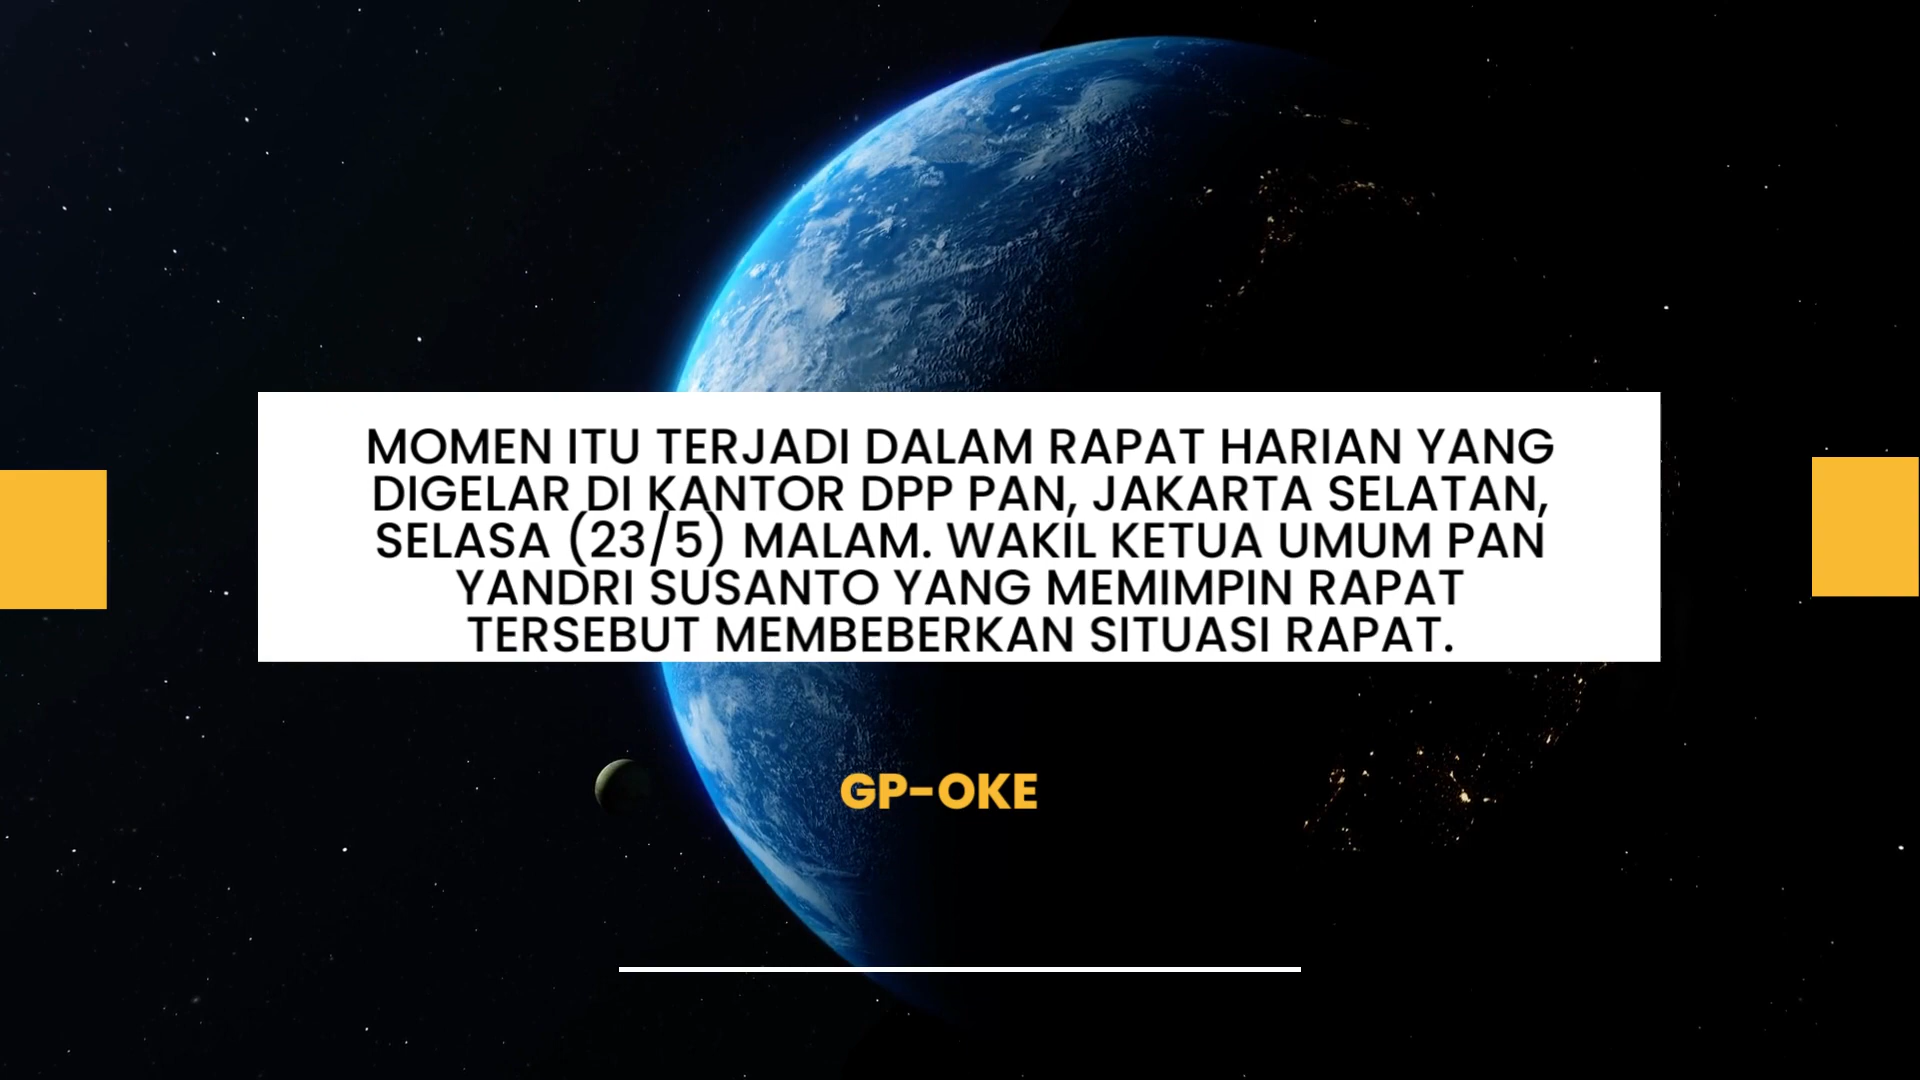 MOMEN ITU TERJADI DALAM RAPAT HARIAN YANG
DIGELAR DI KANTOR DPP PAN, JAKARTA SELATAN,
SELASA (23/5) MALAM. WAKIL KETUA UMUM PAN
YANDRI SUSANTO YANG MEMIMPIN RAPAT
TERSEBUT MEMBEBERKAN SITUASI RAPAT.
GP-OKE